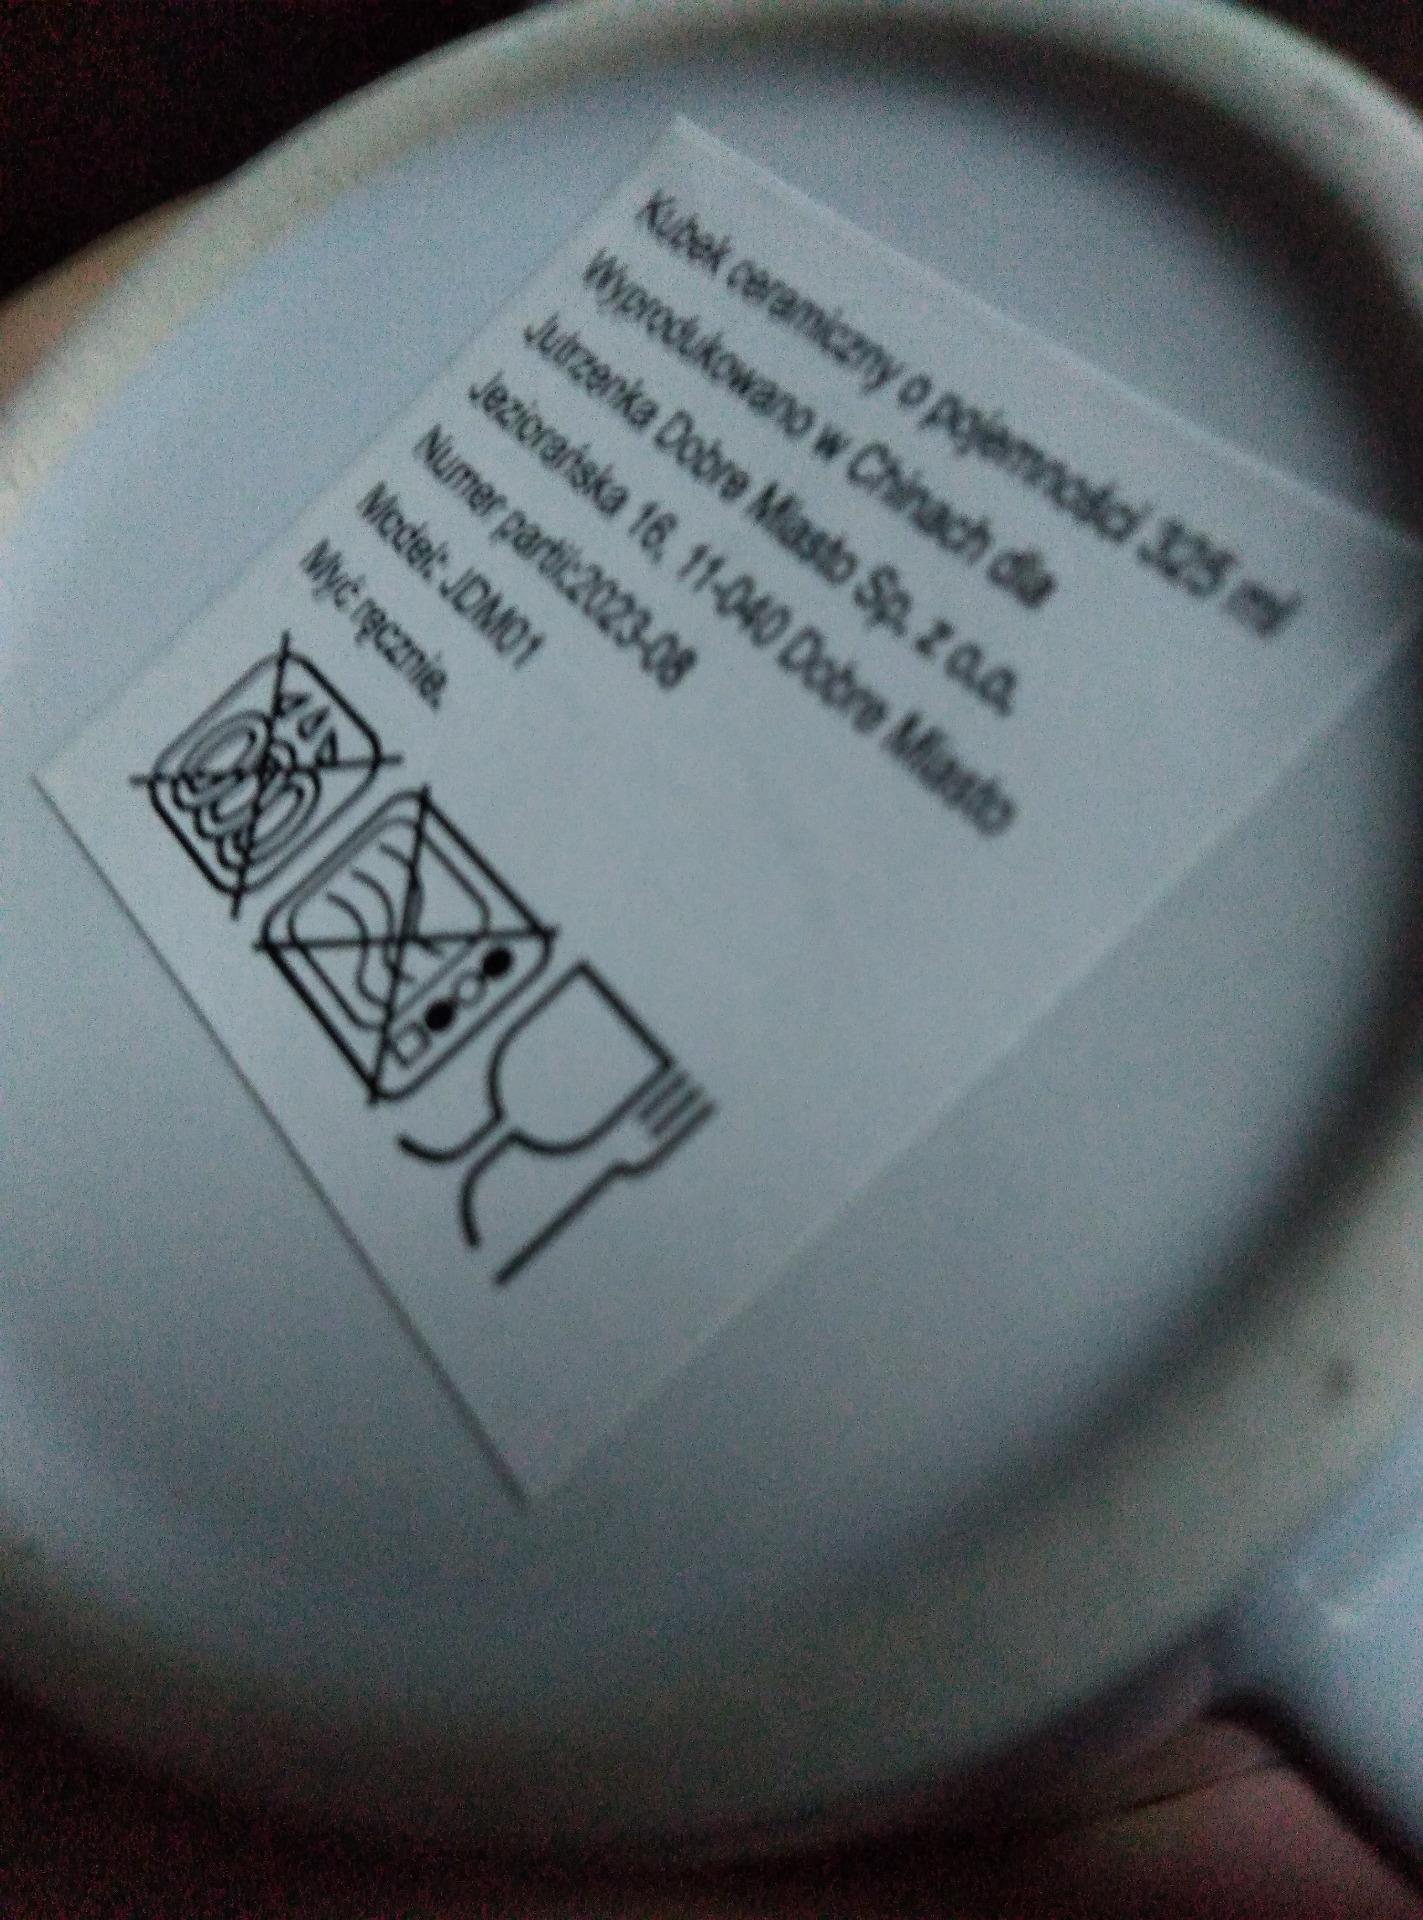 Kubek ceramiczny o pojemności 325 ml
Wyprodukowano w Chinach dla
Jutrzenka Dobre Miasto Sp. z o.o.
Jeziorańska 16, 11-040 Dobre Miasto
Numer partii:2023-08
Model: JDM01
Myć ręcznie.